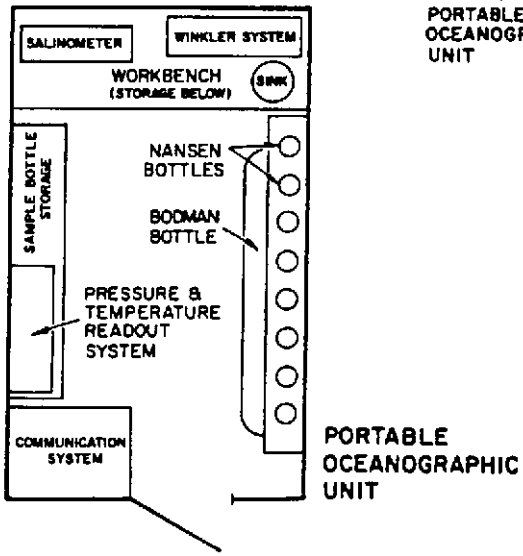 PORTABLE
OCEANOGR
UNIT
SALINOMETER
WINKLER SYSTEM
WORKBENCH
(STORAGE BELOW)
SINK
SAMPLE BOTTLE
STORAGE
NANSEN
BOTTLES
BODMAN
BOTTLE
PRESSURE &
TEMPERATURE
READOUT
SYSTEM
COMMUNICATION
SYSTEM
PORTABLE
OCEANOGRAPHIC
UNIT